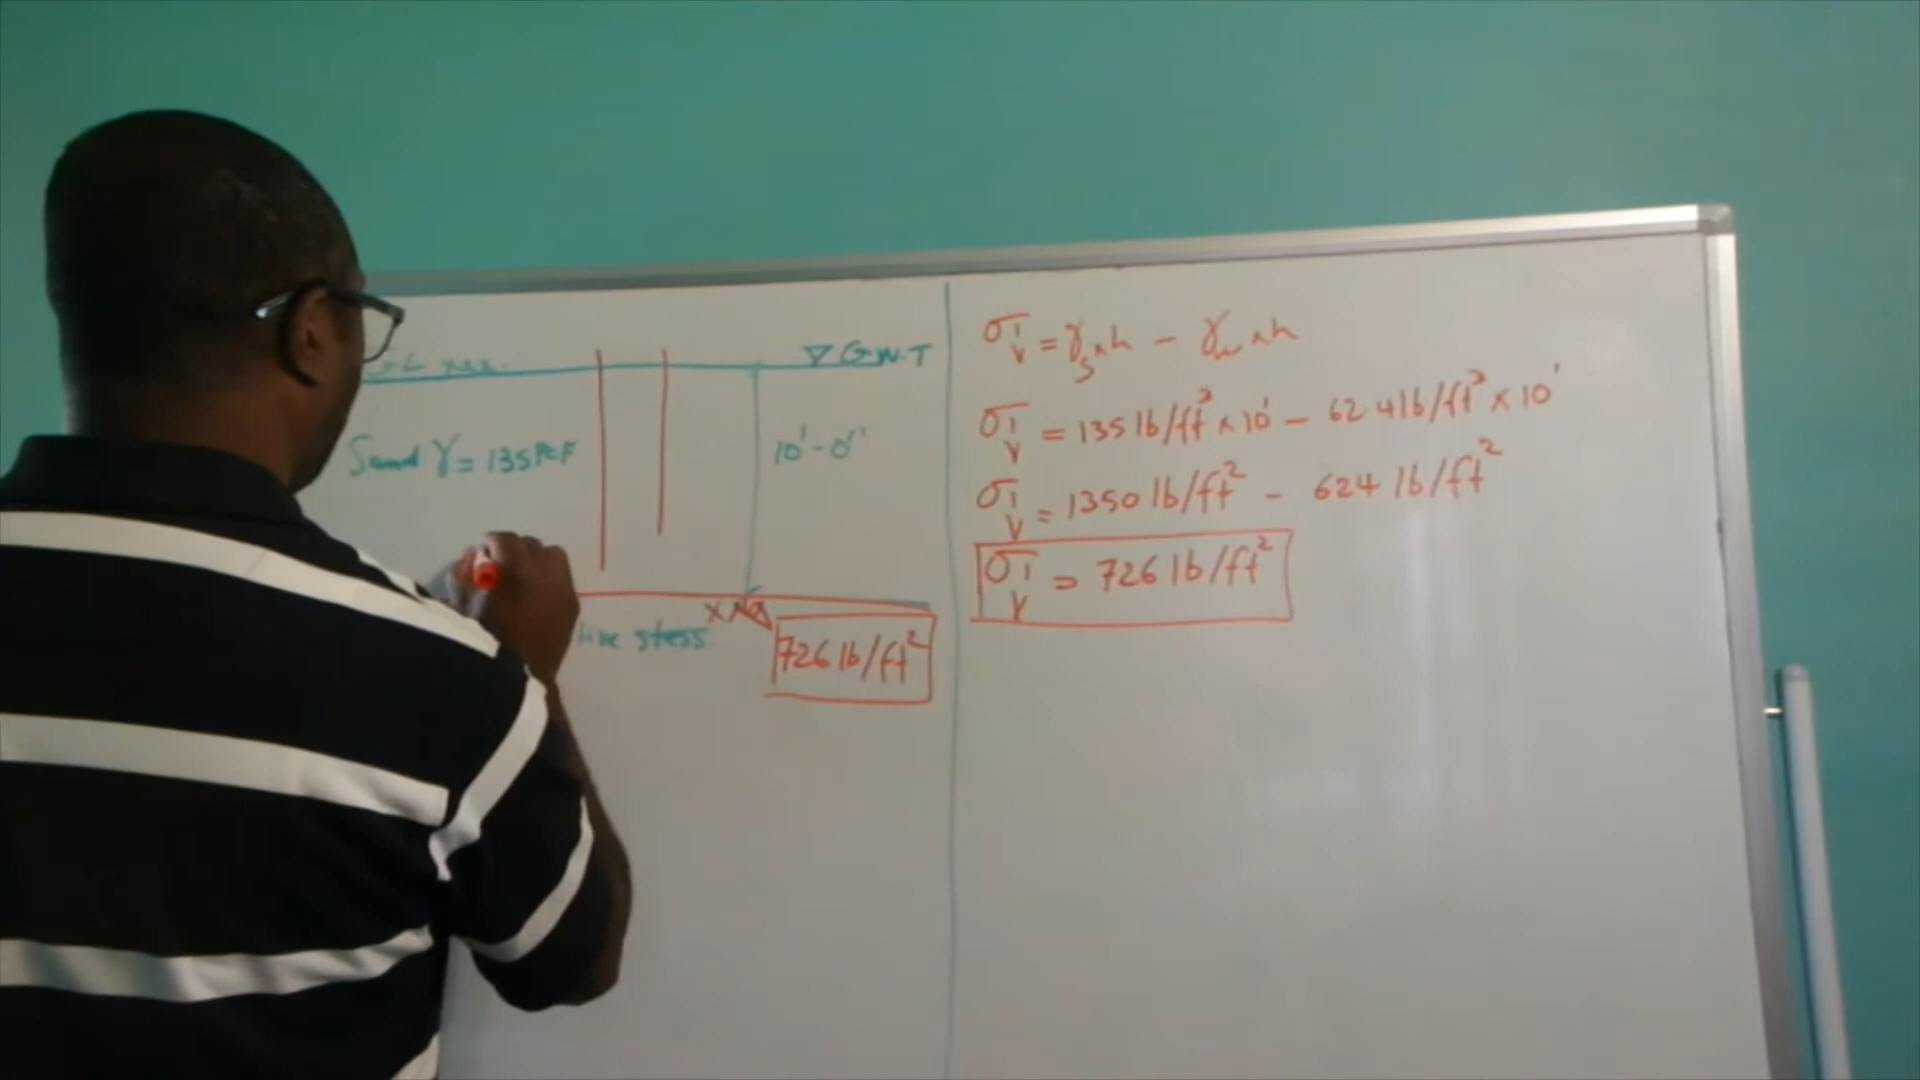 ∇ G.W.T
Sand γ = 135 PCF
10'-0"
stess.
726 lb/ft²
σ'v = γs x h - γw x h
σ'v = 135 lb/ft³ x 10' - 62.4 lb/ft³ x 10'
σ'v = 1350 lb/ft² - 624 lb/ft²
σ'v = 726 lb/ft²